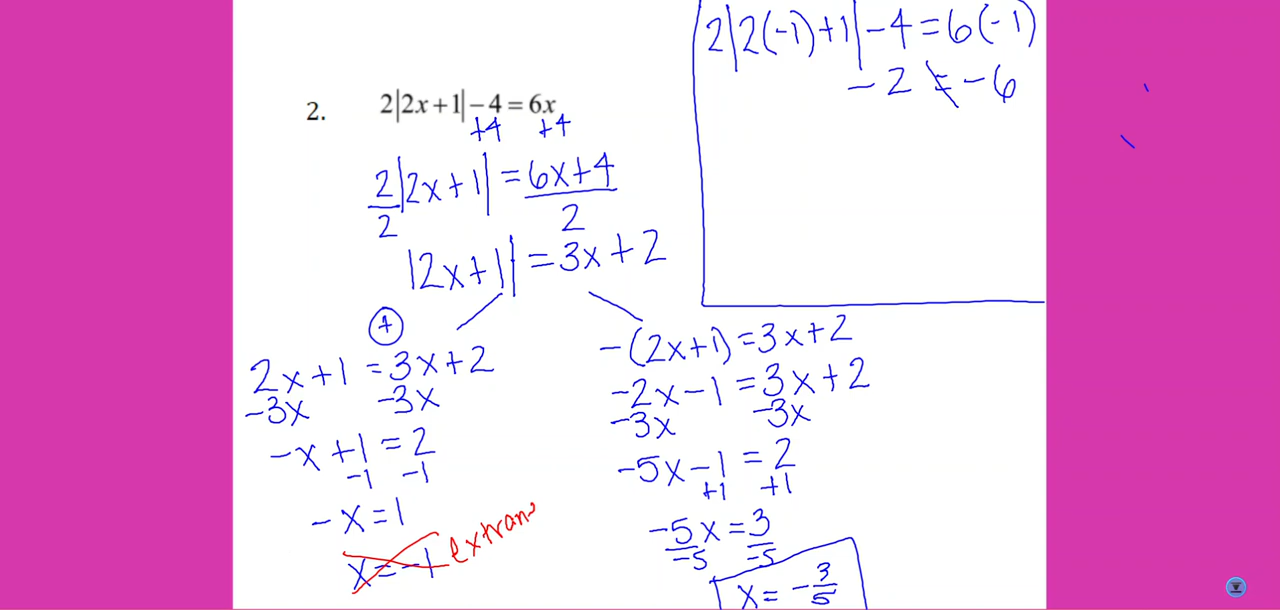 2|2(-1)+1|-4=6(-1)
-2≠-6
2. 2|2x+1|-4=6x
+4 +4
2|2x+1|=6x+4
2 2
|2x+1|=3x+2
+
2x+1=3x+2
-3x -3x
-x+1=2
-1 -1
-x=1
x=-1 extran
-(2x+1)=3x+2
-2x-1=3x+2
-3x -3x
-5x-1=2
+1 +1
-5x=3
-5 -5
x=-3/5